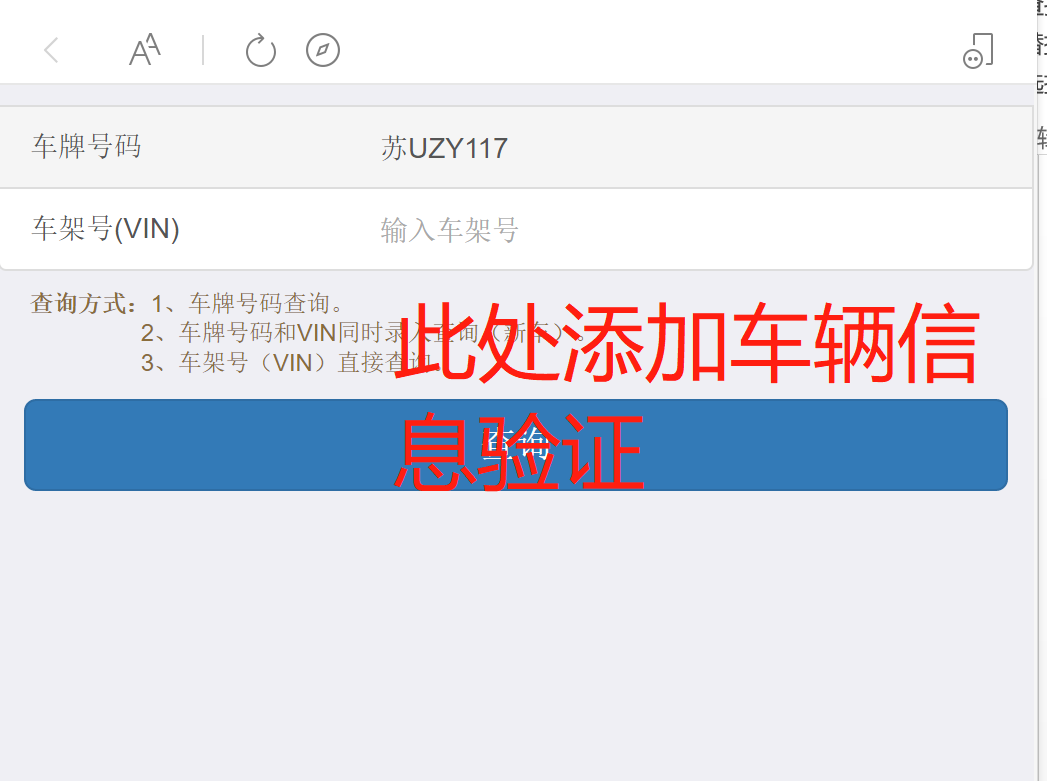 AA
车牌号码 苏UZY117
车架号(VIN) 输入车架号
查询方式：1、车牌号码查询。
2、车牌号码和VIN同时录入查询（新车）。
3、车架号（VIN）直接查询。
此处添加车辆信
息验证
查询